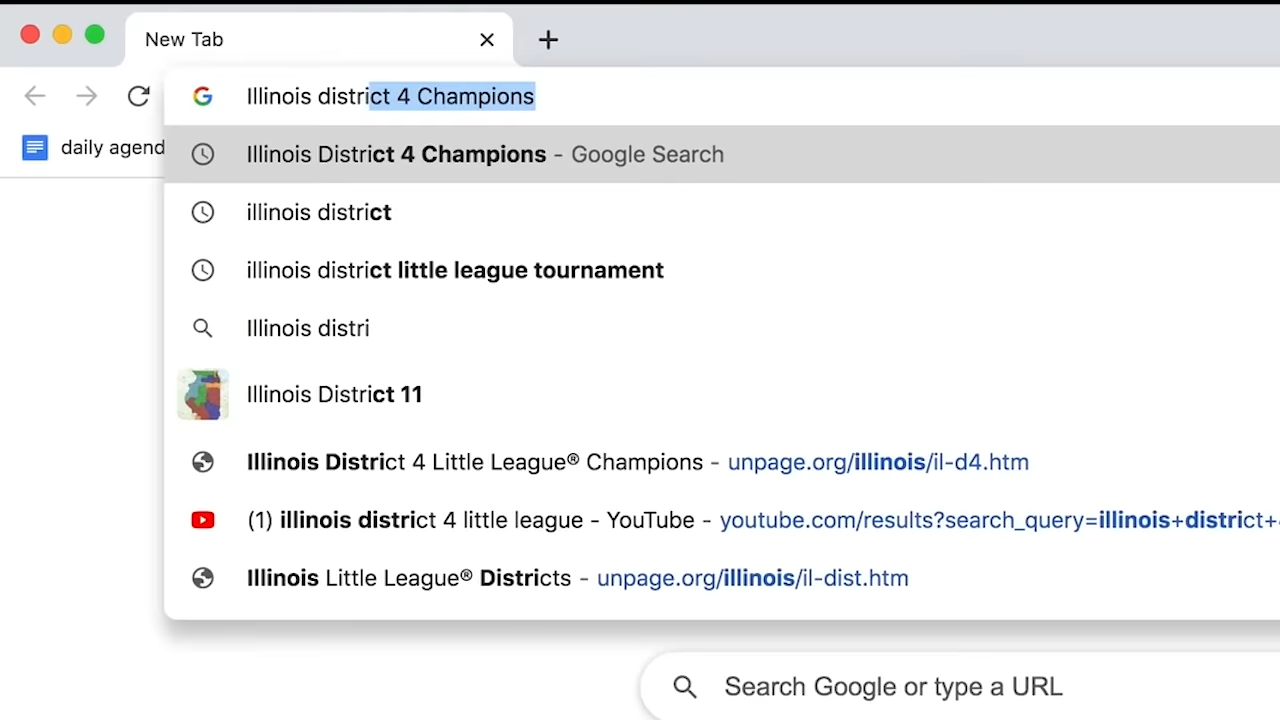 New Tab
Illinois district 4 Champions
daily agend
Illinois District 4 Champions - Google Search
illinois district
illinois district little league tournament
Illinois distri
Illinois District 11
Illinois District 4 Little League® Champions - unpage.org/illinois/il-d4.htm
(1) illinois district 4 little league - YouTube - youtube.com/results?search_query=illinois+district+
Illinois Little League® Districts - unpage.org/illinois/il-dist.htm
Search Google or type a URL